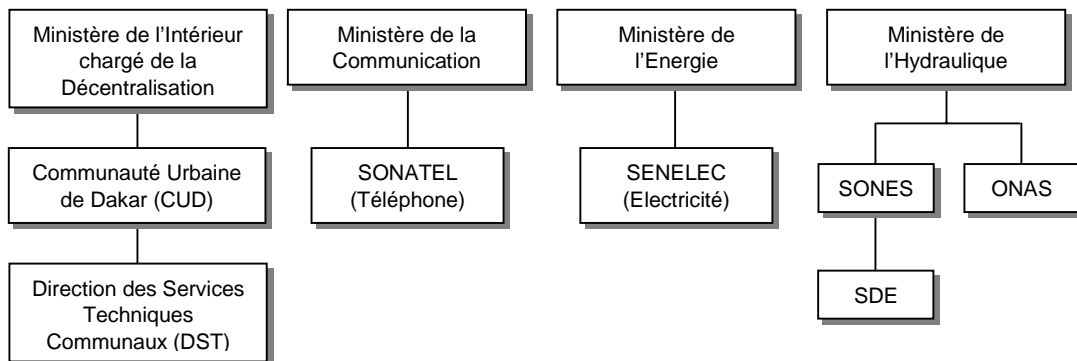 Ministère de l'Intérieur
chargé de la
Décentralisation
Ministère de la
Communication
Ministère de
l'Energie
Ministère de
l'Hydraulique
Communauté Urbaine
de Dakar (CUD)
SONATEL
(Téléphone)
SENELEC
(Electricité)
SONES
ONAS
Direction des Services
Techniques
Communaux (DST)
SDE